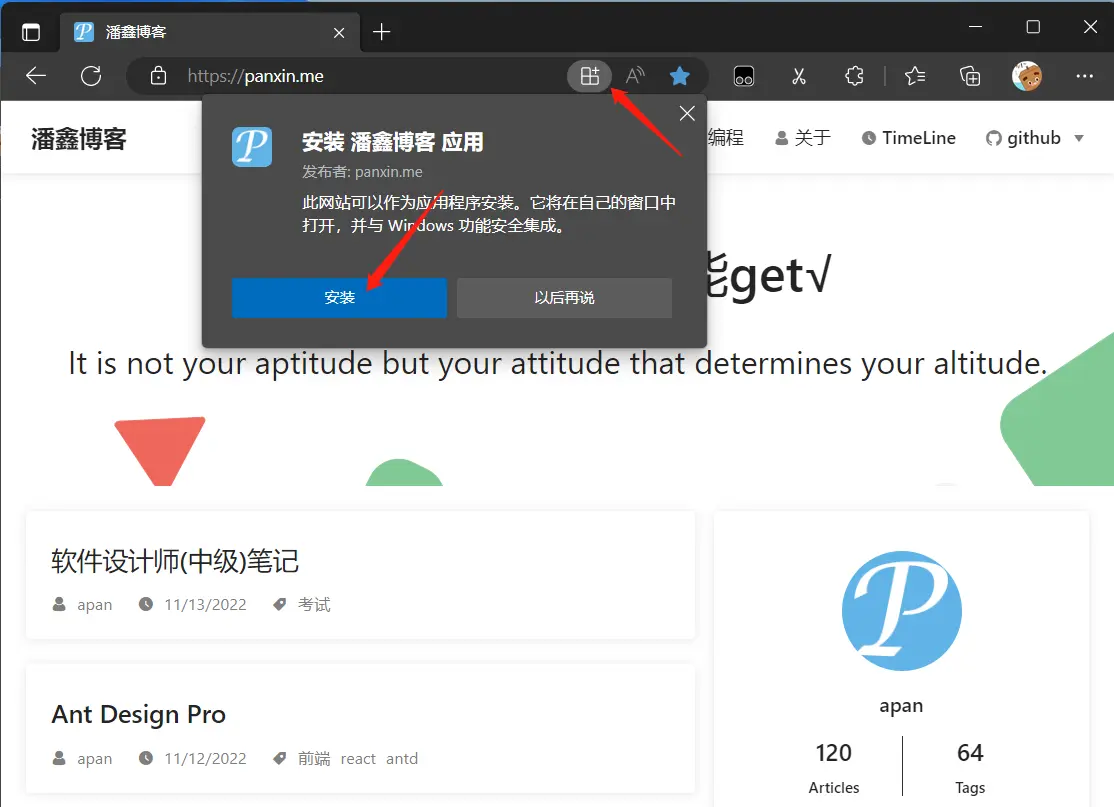 潘鑫博客
https://panxin.me
潘鑫博客
编程
关于
TimeLine
github
安装 潘鑫博客 应用
发布者: panxin.me
此网站可以作为应用程序安装。它将在自己的窗口中
打开，并与 Windows 功能安全集成。
安装
以后再说
能get√
It is not your aptitude but your attitude that determines your altitude.
软件设计师(中级)笔记
apan 11/13/2022 考试
Ant Design Pro
apan 11/12/2022 前端 react antd
P
apan
120
64
Articles
Tags